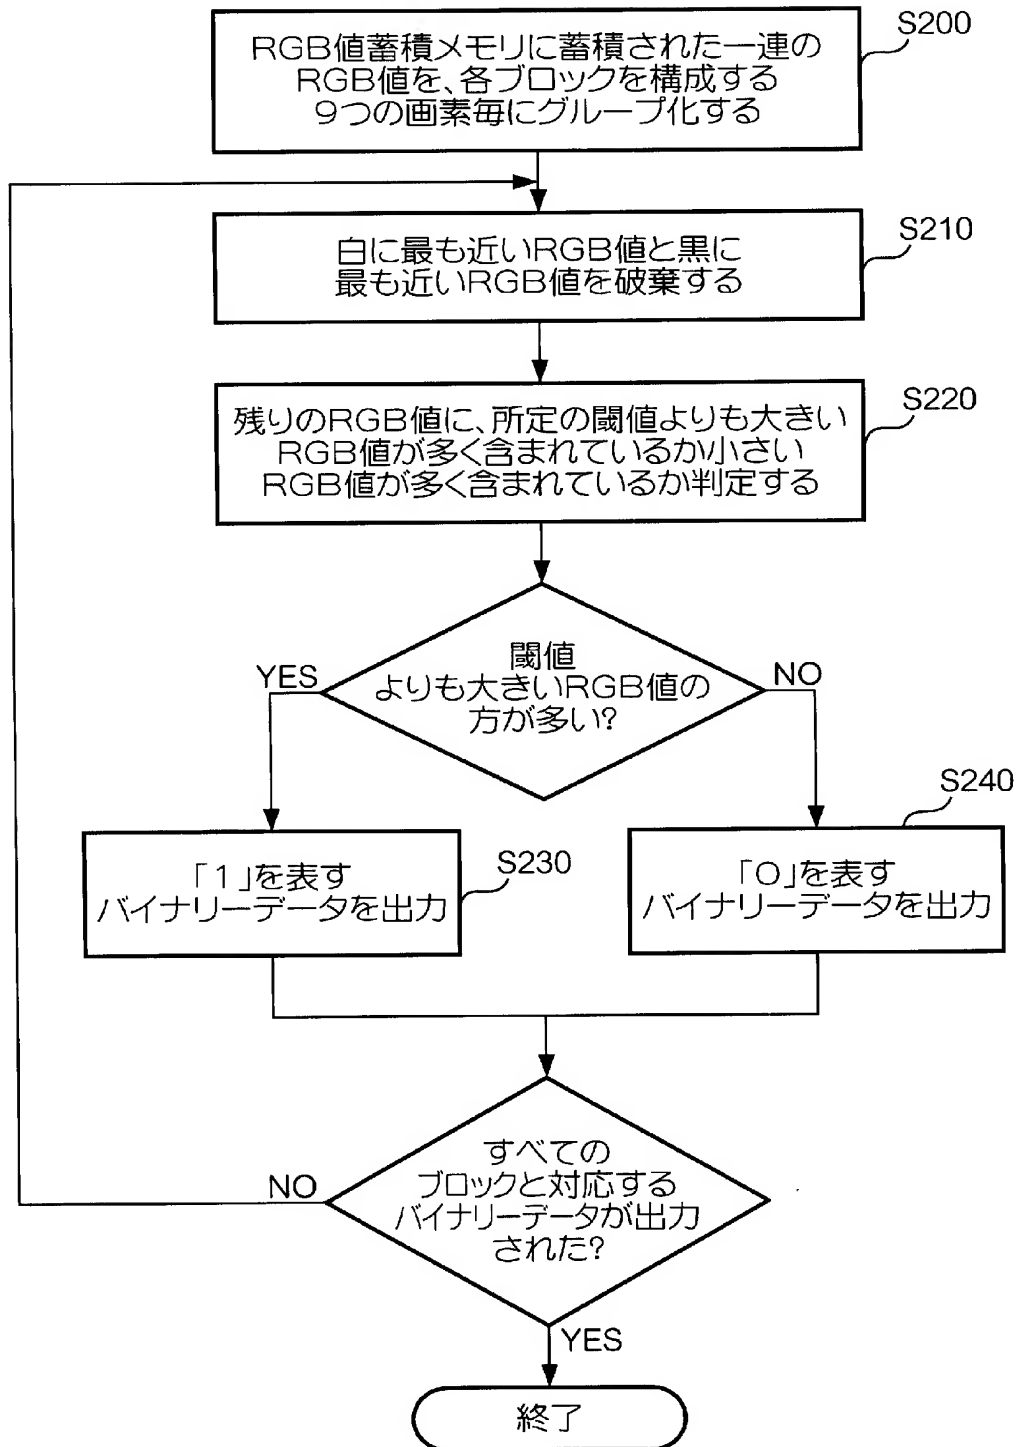 S200
RGB値蓄積メモリに蓄積された一連の
RGB値を、各ブロックを構成する
9つの画素毎にグループ化する
S210
白に最も近いRGB値と黒に
最も近いRGB値を破棄する
S220
残りのRGB値に、所定の閾値よりも大きい
RGB値が多く含まれているか小さい
RGB値が多く含まれているか判定する
閾値
よりも大きいRGB値の
方が多い?
YES
NO
S230
「1」を表す
バイナリーデータを出力
S240
「0」を表す
バイナリーデータを出力
すべての
ブロックと対応する
バイナリーデータが出力
された?
NO
YES
終了